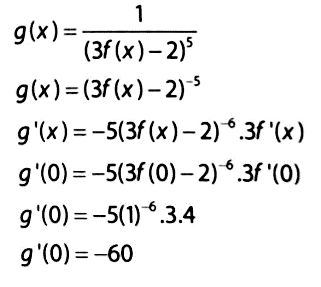 g(x) = 1/(3f(x) – 2)⁵
g(x) = (3f(x) – 2)⁻⁵
g'(x) = –5(3f(x) – 2)⁻⁶.3f '(x)
g'(0) = –5(3f(0) – 2)⁻⁶.3f '(0)
g'(0) = –5(1)⁻⁶.3.4
g'(0) = –60